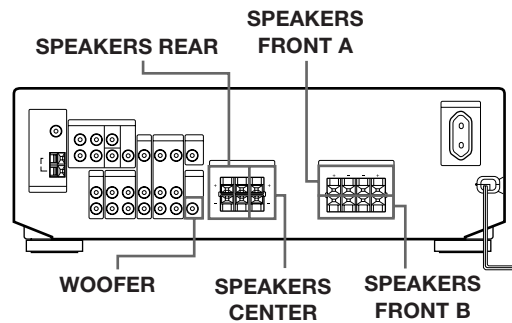 SPEAKERS
FRONT A
SPEAKERS REAR
WOOFER
SPEAKERS
CENTER
SPEAKERS
FRONT B